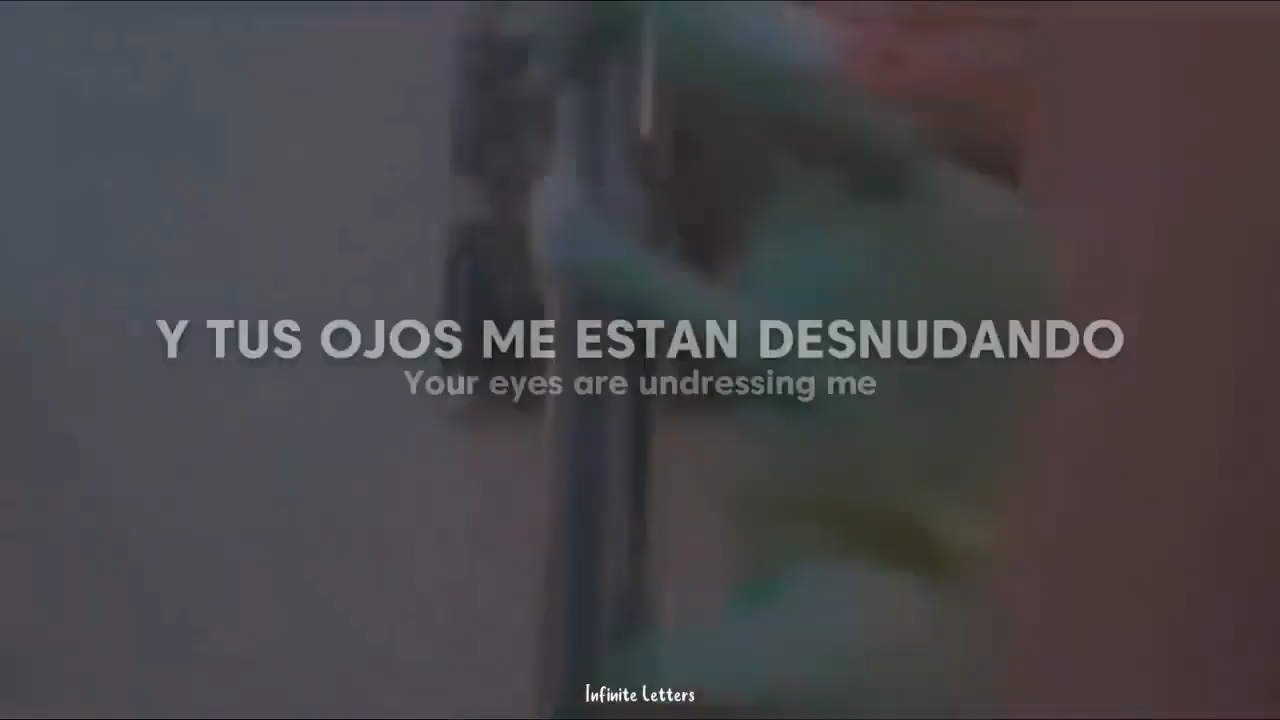 Y TUS OJOS ME ESTAN DESNUDANDO
Your eyes are undressing me
Infinite Letters